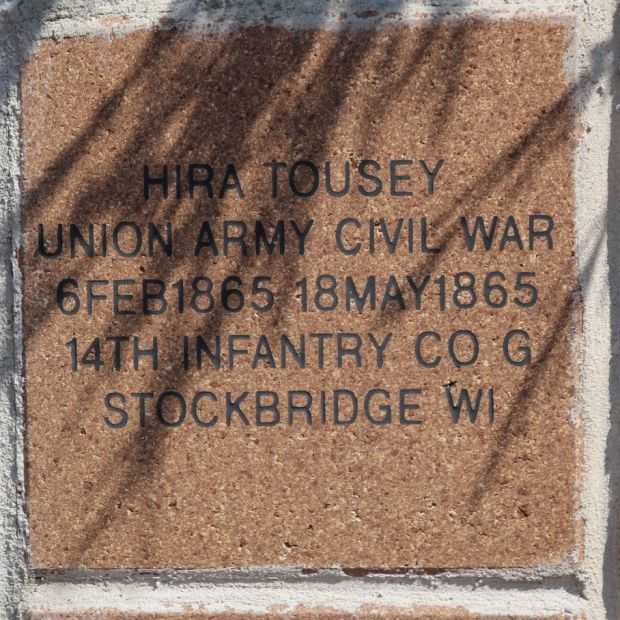 HIRA TOUSEY
UNION ARMY CIVIL WAR
6FEB1865 18MAY1865
14TH INFANTRY CO G
STOCKBRIDGE WI